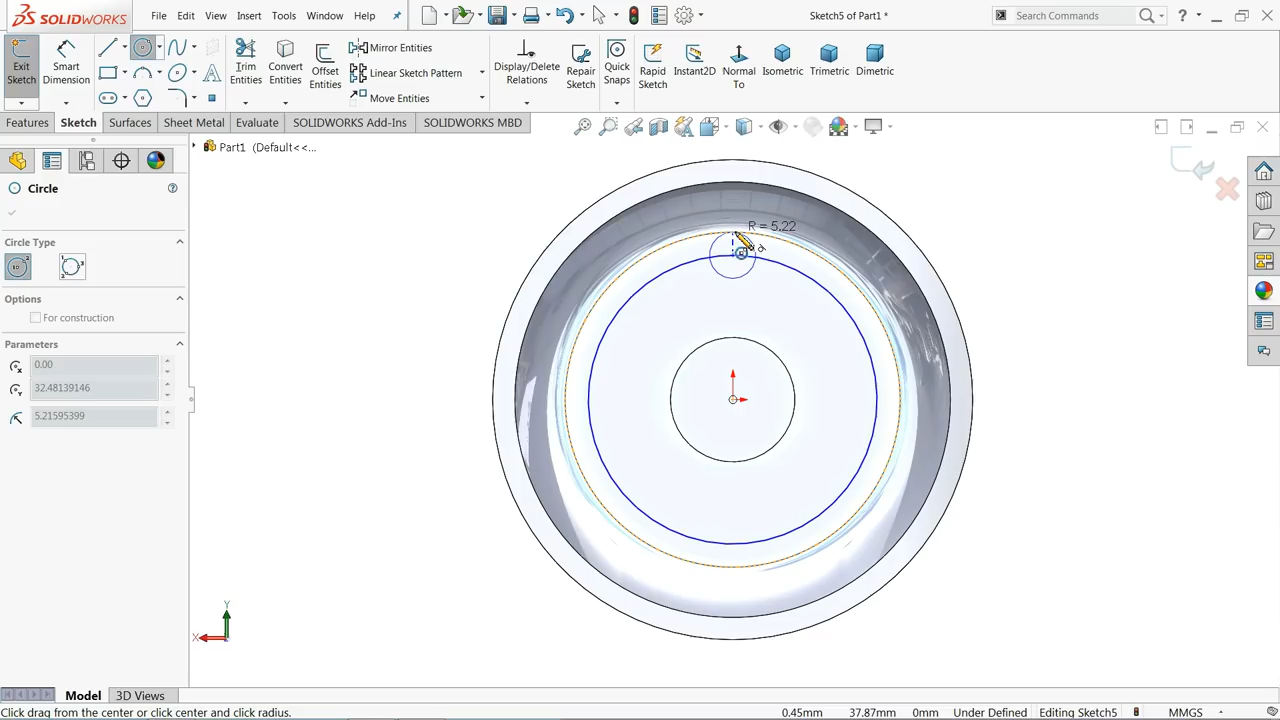 SOLIDWORKS
File
Edit
View
Insert
Tools
Window
Help
Sketch5 of Part1 *
Search Commands
Exit Sketch
Smart Dimension
Trim Entities
Convert Entities
Offset Entities
Mirror Entities
Linear Sketch Pattern
Move Entities
Display/Delete Relations
Repair Sketch
Quick Snaps
Rapid Sketch
Instant2D
Normal To
Isometric
Trimetric
Dimetric
Features
Sketch
Surfaces
Sheet Metal
Evaluate
SOLIDWORKS Add-Ins
SOLIDWORKS MBD
Part1 (Default<<...
Circle
Circle Type
Options
For construction
Parameters
0.00
32.48139146
5.21595399
R = 5.22
Y
X
Model
3D Views
Click drag from the center or click center and click radius.
0.45mm
37.87mm
0mm
Under Defined
Editing Sketch5
MMGS